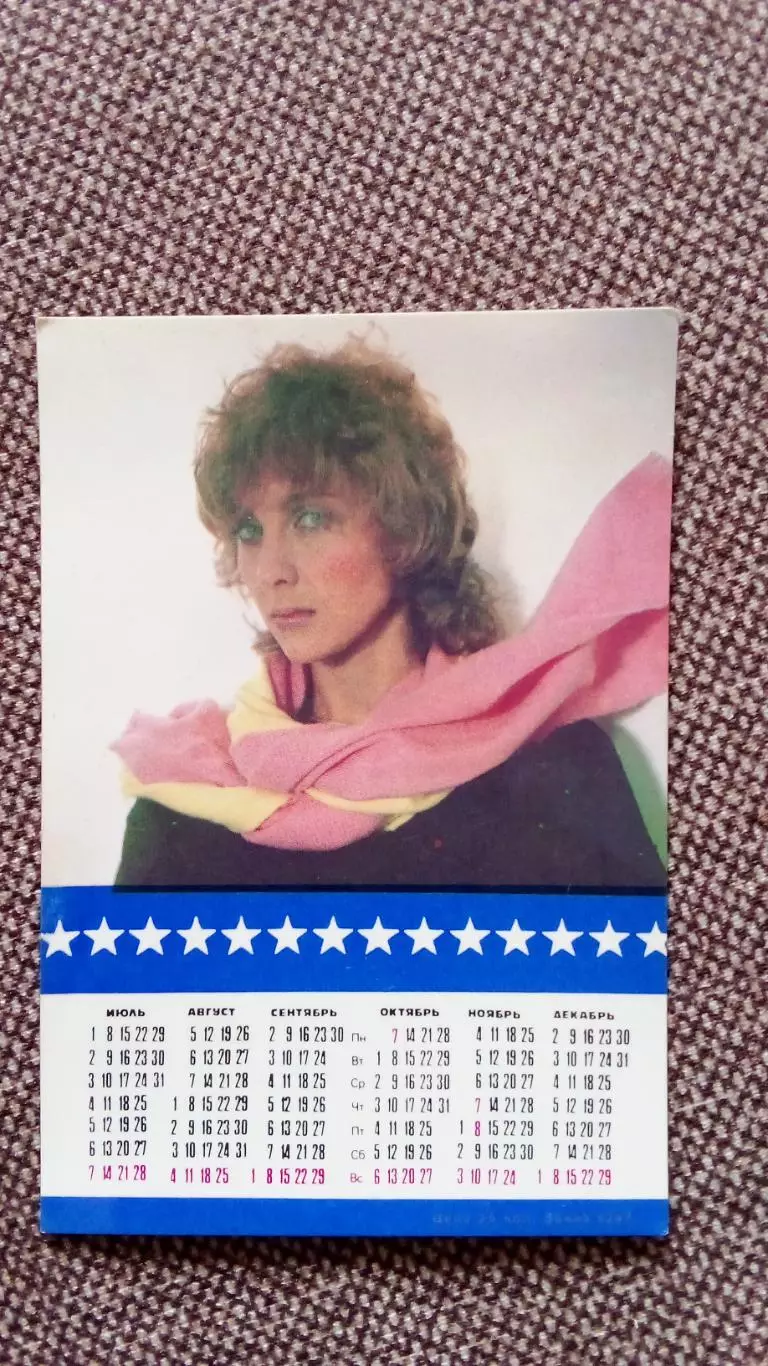 ИЮЛЬ АВГУСТ СЕНТЯБРЬ ОКТЯБРЬ НОЯБРЬ ДЕКАБРЬ
1 8 15 22 29 5 12 19 26 2 9 16 23 30 Пн 7 14 21 28 4 11 18 25 2 9 16 23 30
2 9 16 23 30 6 13 20 27 3 10 17 24 Вт 1 8 15 22 29 5 12 19 26 3 10 17 24 31
3 10 17 24 31 7 14 21 28 4 11 18 25 Ср 2 9 16 23 30 6 13 20 27 4 11 18 25
4 11 18 25 1 8 15 22 29 5 12 19 26 Чт 3 10 17 24 31 7 14 21 28 5 12 19 26
5 12 19 26 2 9 16 23 30 6 13 20 27 Пт 4 11 18 25 1 8 15 22 29 6 13 20 27
6 13 20 27 3 10 17 24 31 7 14 21 28 Сб 5 12 19 26 2 9 16 23 30 7 14 21 28
7 14 21 28 4 11 18 25 1 8 15 22 29 Вс 6 13 20 27 3 10 17 24 1 8 15 22 29